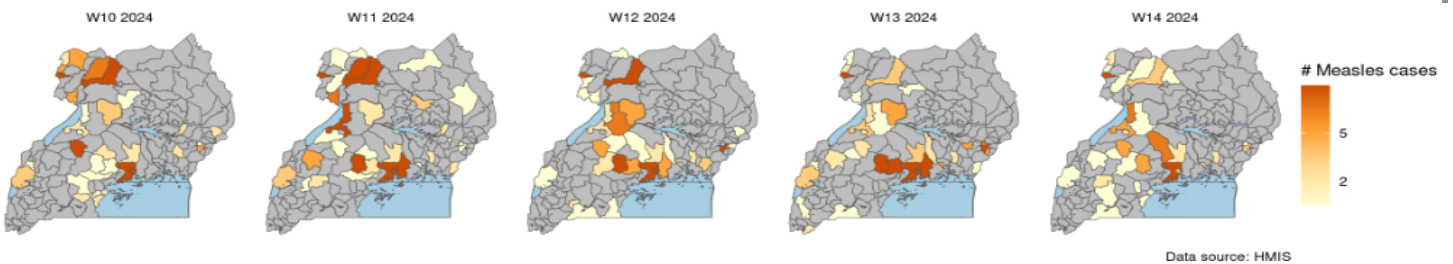 W10 2024
W11 2024
W12 2024
W13 2024
W14 2024
# Measles cases
5
2
Data source: HMIS